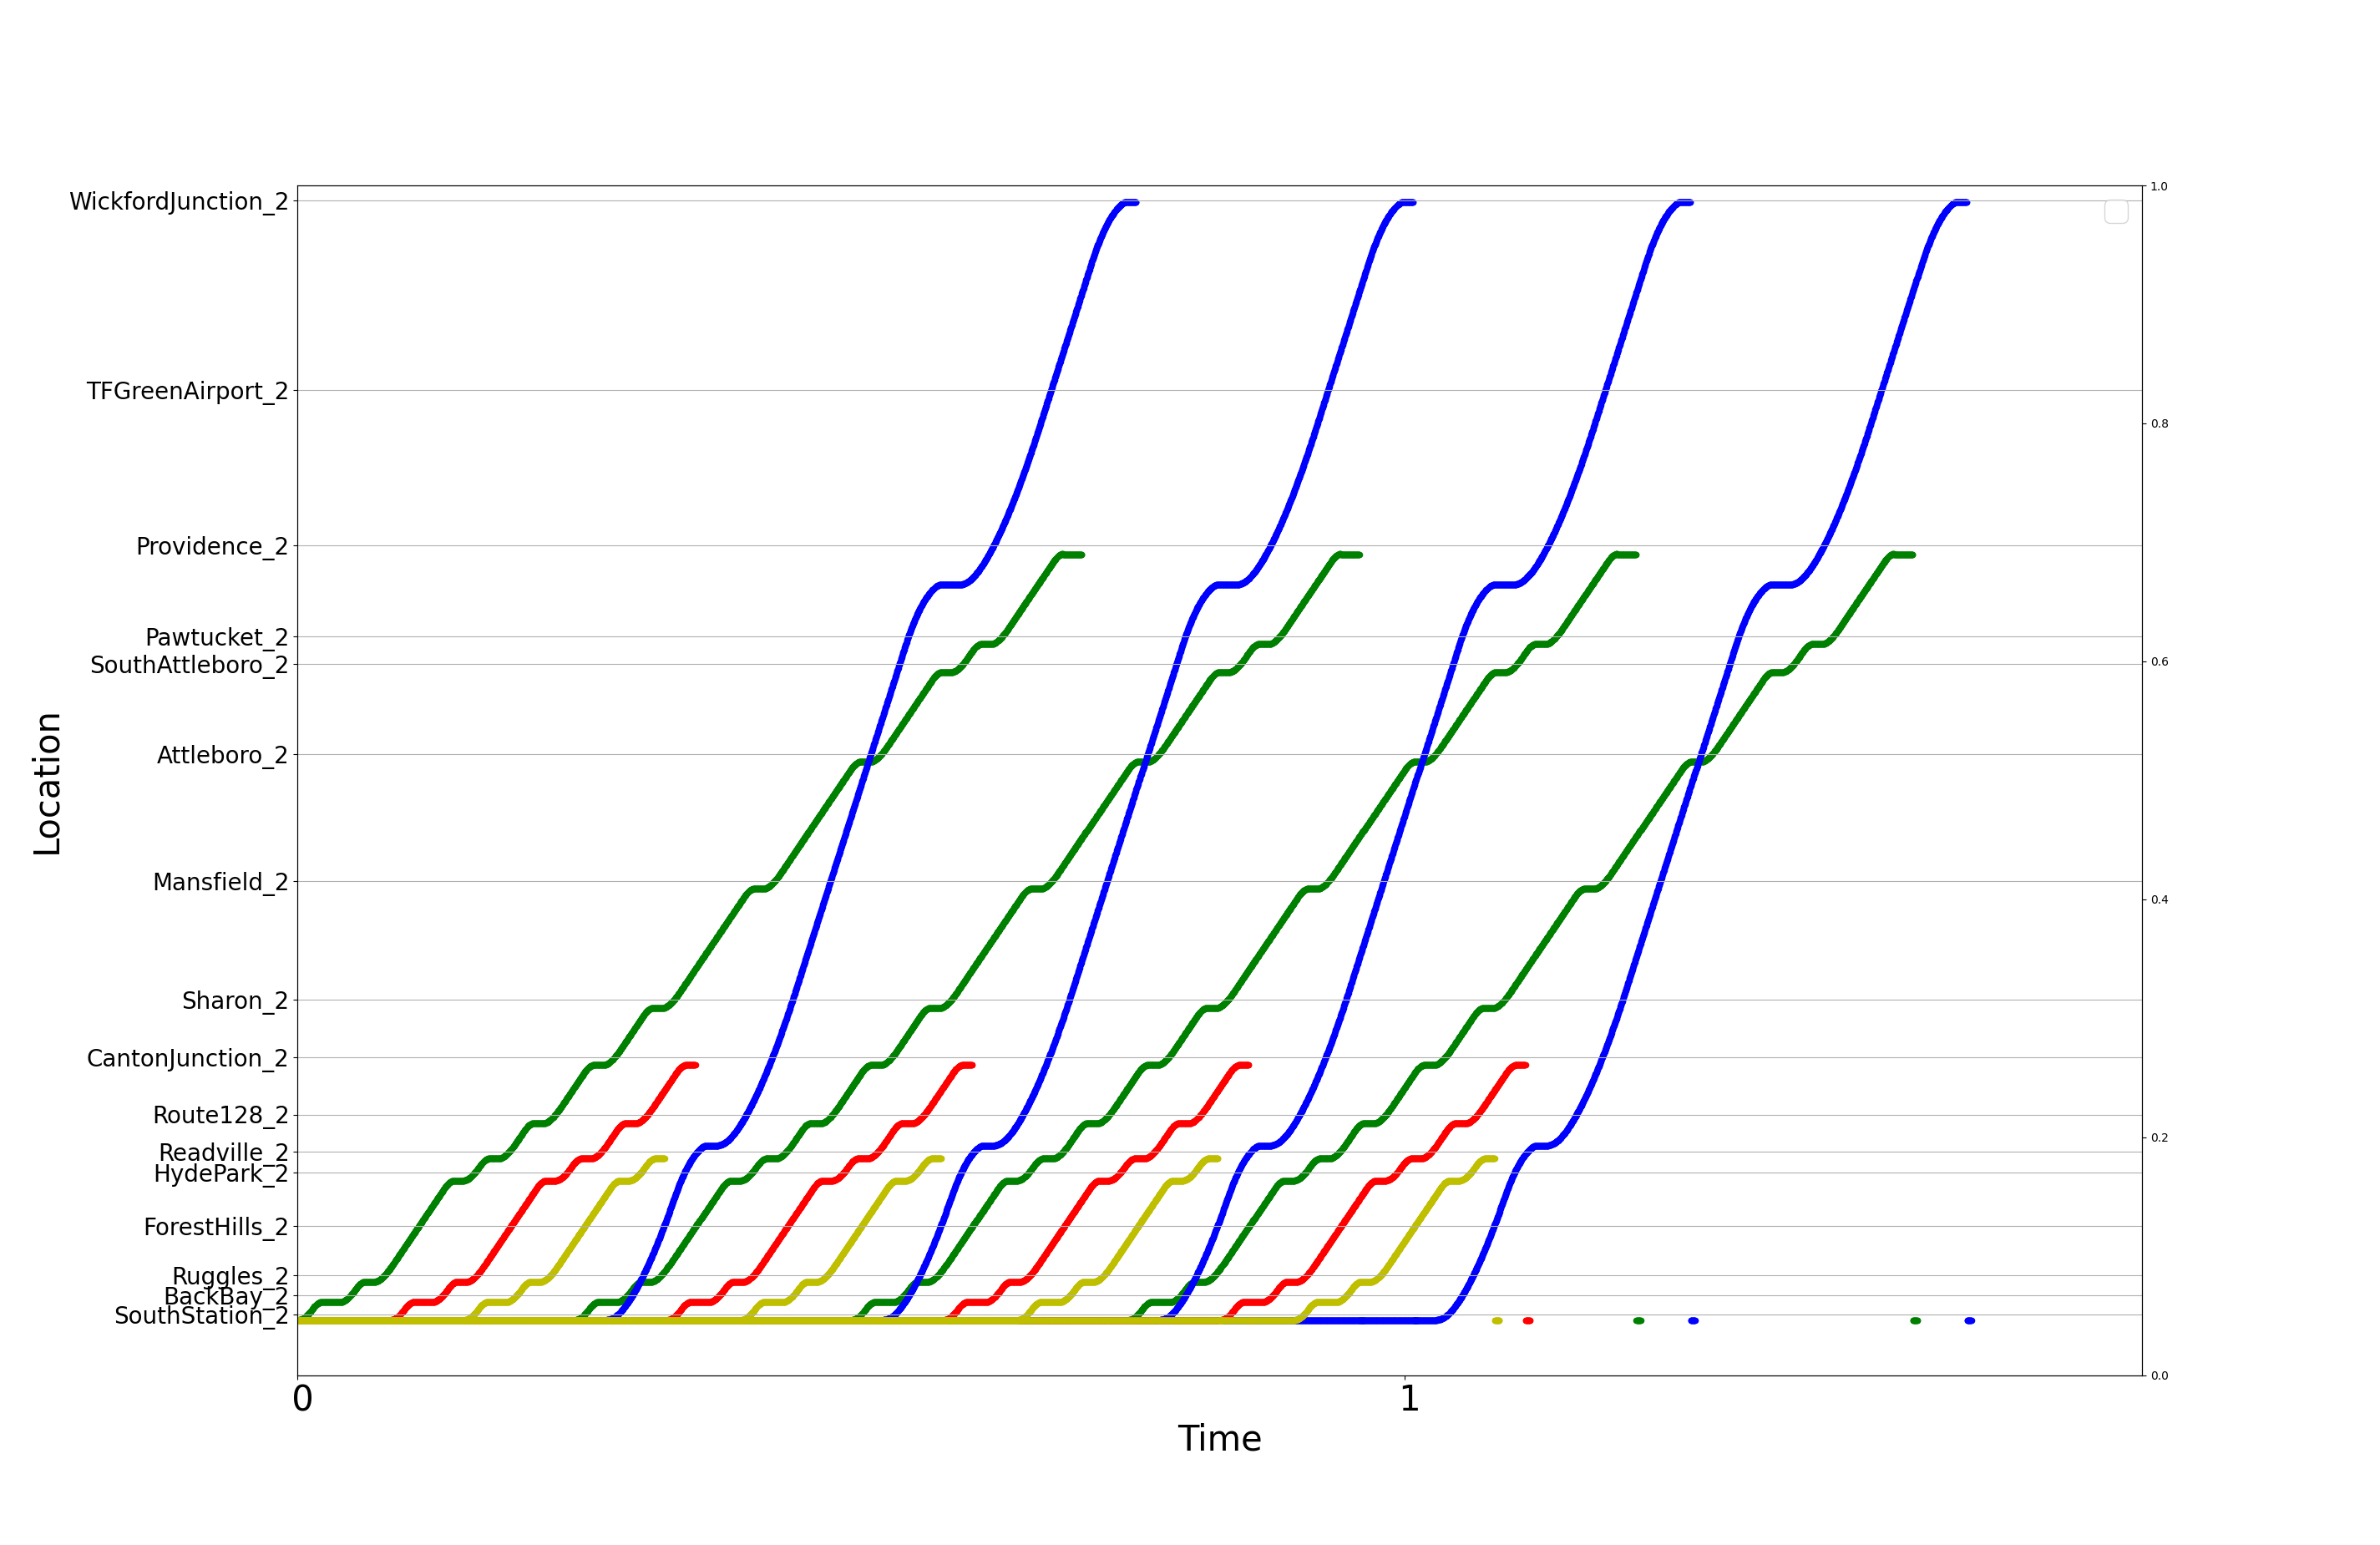 WickfordJunction_2
TFGreenAirport_2
Providence_2
Pawtucket_2
SouthAttleboro_2
Attleboro_2
Mansfield_2
Sharon_2
CantonJunction_2
Route128_2
Readville_2
HydePark_2
ForestHills_2
Ruggles_2
BackBay_2
SouthStation_2
Location
0
1
Time
1.0
0.8
0.6
0.4
0.2
0.0